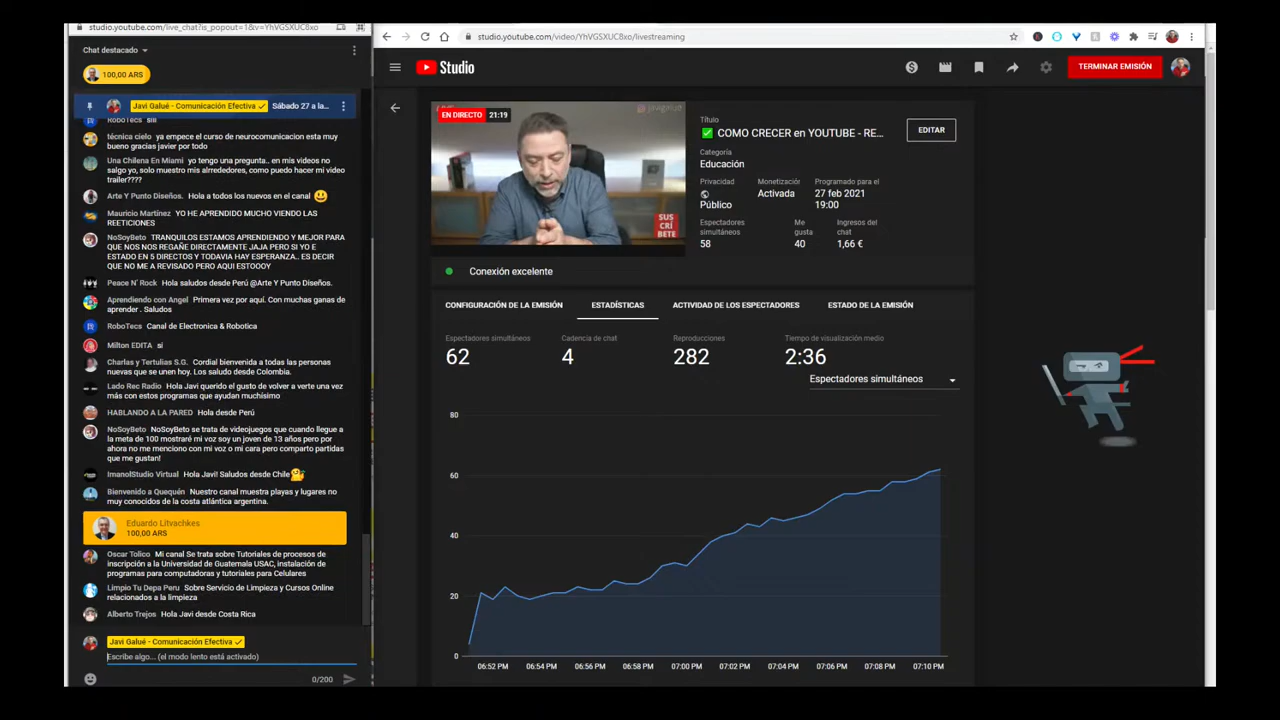 studio.youtube.com/live_chat?is_popout=1&v=YhVGSXUC8xo
Chat destacado
100,00 ARS
Javi Galué - Comunicación Efectiva
Sábado 27 a la...
RoboTecs siii
técnica cielo ya empece el curso de neurocomunicacion esta muy
bueno gracias javier por todo
Una Chilena En Miami yo tengo una pregunta.. en mis videos no
salgo yo, solo muestro mis alrrededores, como puedo hacer mi video
trailer????
Arte Y Punto Diseños. Hola a todos los nuevos en el canal
Mauricio Martínez YO HE APRENDIDO MUCHO VIENDO LAS
REETICIONES
NoSoyBeto TRANQUILOS ESTAMOS APRENDIENDO Y MEJOR PARA
QUE NOS NOS REGAÑE DIRECTAMENTE JAJA PERO SI YO E
ESTADO EN 5 DIRECTOS Y TODAVIA HAY ESPERANZA.. ES DECIR
QUE NO ME A REVISADO PERO AQUI ESTOOOY
Peace N´ Rock Hola saludos desde Perú @Arte Y Punto Diseños.
Aprendiendo con Angel Primera vez por aquí. Con muchas ganas de
aprender . Saludos
RoboTecs Canal de Electronica & Robotica
Milton EDITA si
Charlas y Tertulias S.G. Cordial bienvenida a todas las personas
nuevas que se unen hoy. Los saludo desde Colombia.
Lado Rec Radio Hola Javi querido el gusto de volver a verte una vez
más con estos programas que ayudan muchísimo
HABLANDO A LA PARED Hola desde Perú
NoSoyBeto NoSoyBeto se trata de videojuegos que cuando llegue a
la meta de 100 mostraré mi voz soy un joven de 13 años pero por
ahora no me menciono con mi voz o mi cara pero comparto partidas
que me gustan!
ImanolStudio Virtual Hola Javi! Saludos desde Chile
Bienvenido a Quequén Nuestro canal muestra playas y lugares no
muy conocidos de la costa atlántica argentina.
Eduardo Litvachkes
100,00 ARS
Oscar Tolico Mi canal Se trata sobre Tutoriales de procesos de
inscripción a la Universidad de Guatemala USAC, instalación de
programas para computadoras y tutoriales para Celulares
Limpio Tu Depa Peru Sobre Servicio de Limpieza y Cursos Online
relacionados a la limpieza
Alberto Trejos Hola Javi desde Costa Rica
Javi Galué - Comunicación Efectiva
Escribe algo... (el modo lento está activado)
0/200
studio.youtube.com/video/YhVGSXUC8xo/livestreaming
Studio
TERMINAR EMISIÓN
EN DIRECTO 21:19
SUS
CRÍ
BETE
Título
COMO CRECER en YOUTUBE - RE...
EDITAR
Categoría
Educación
Privacidad
Público
Monetización
Activada
Programado para el
27 feb 2021
19:00
Espectadores
simultáneos
58
Me
gusta
40
Ingresos del
chat
1,66 €
Conexión excelente
CONFIGURACIÓN DE LA EMISIÓN
ESTADÍSTICAS
ACTIVIDAD DE LOS ESPECTADORES
ESTADO DE LA EMISIÓN
Espectadores simultáneos
62
Cadencia de chat
4
Reproducciones
282
Tiempo de visualización medio
2:36
Espectadores simultáneos
80
60
40
20
0
06:52 PM
06:54 PM
06:56 PM
06:58 PM
07:00 PM
07:02 PM
07:04 PM
07:06 PM
07:08 PM
07:10 PM